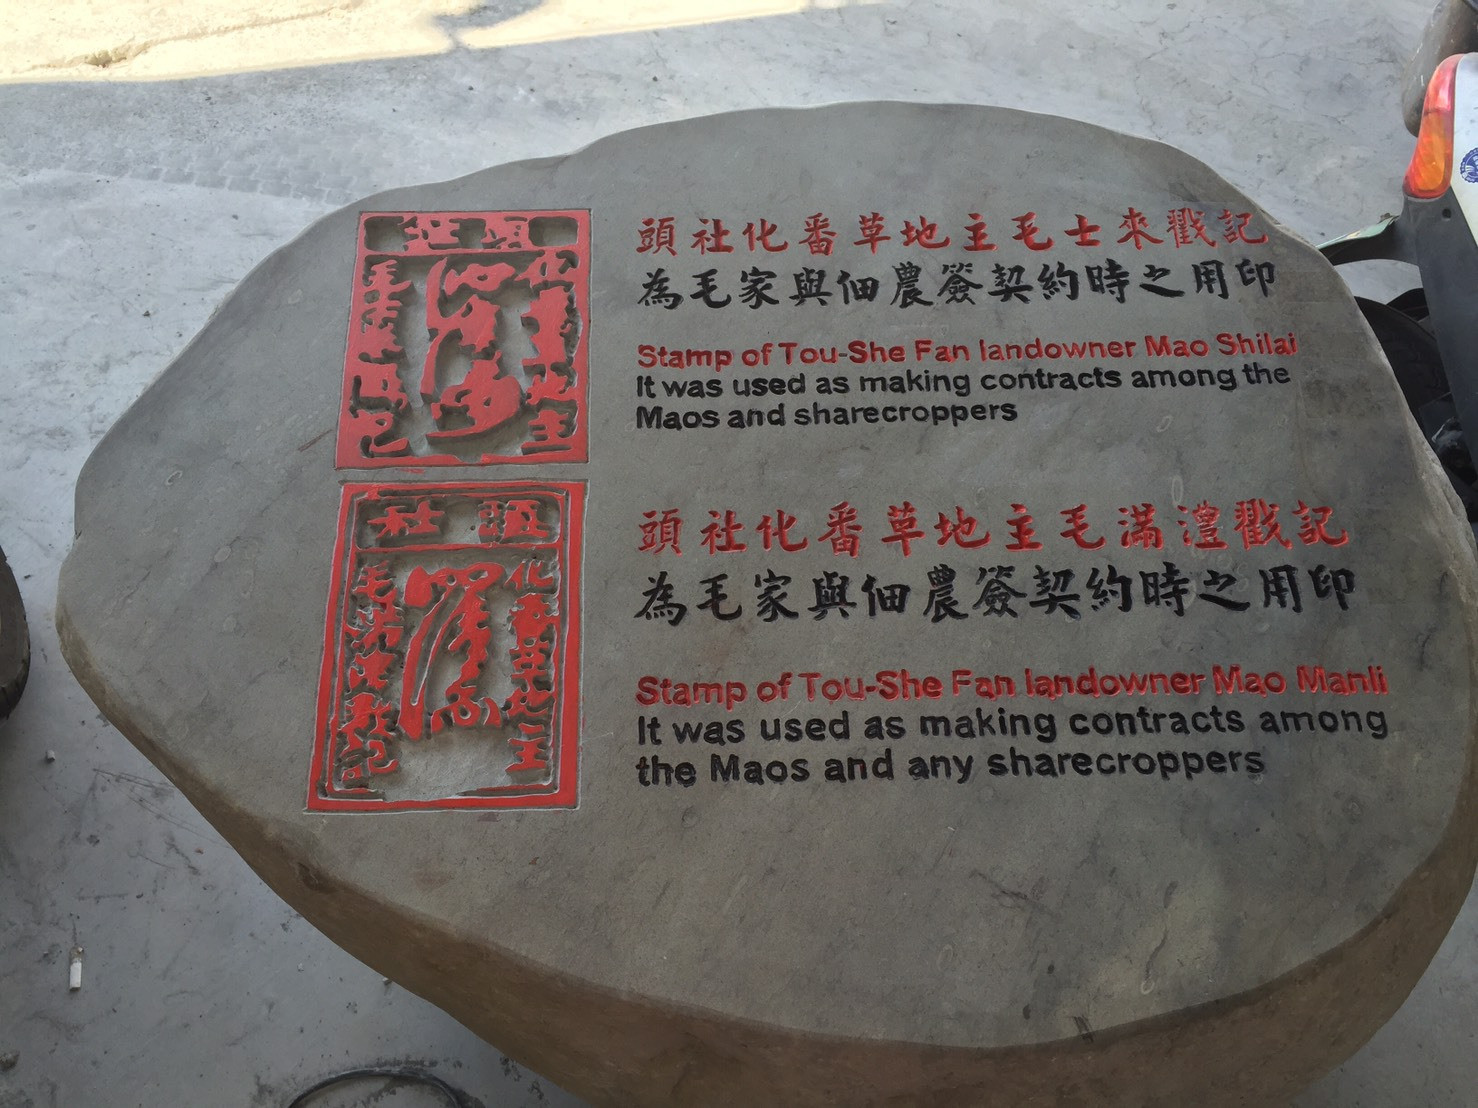 頭社化番草地主毛士來戳記
為毛家與佃農簽契約時之用印
Stamp of Tou-She Fan landowner Mao Shilai
It was used as making contracts among the
Maos and sharecroppers
頭社化番草地主毛滿澧戳記
為毛家與佃農簽契約時之用印
Stamp of Tou-She Fan landowner Mao Manli
It was used as making contracts among
the Maos and any sharecroppers